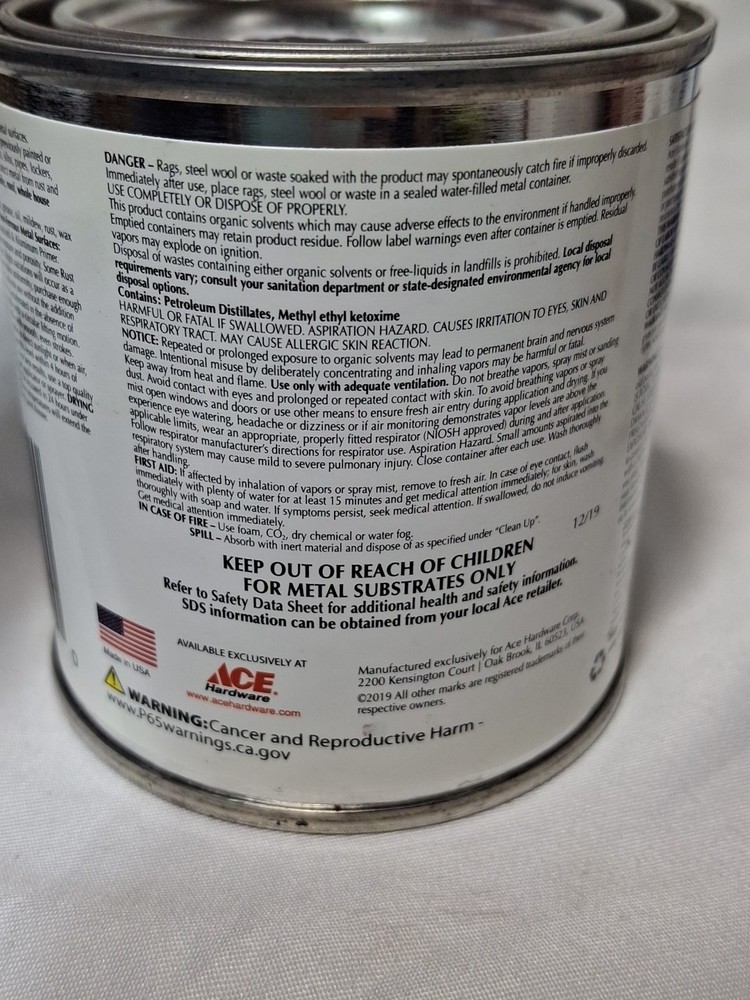 DANGER – Rags, steel wool or waste soaked with the product may spontaneously catch fire if improperly discarded.
Immediately after use, place rags, steel wool or waste in a sealed water-filled metal container.
USE COMPLETELY OR DISPOSE OF PROPERLY.
This product contains organic solvents which may cause adverse effects to the environment if handled improperly.
Emptied containers may retain product residue. Follow label warnings even after container is emptied. Residual
vapors may explode on ignition.
Disposal of wastes containing either organic solvents or free-liquids in landfills is prohibited. Local disposal
requirements vary; consult your sanitation department or state-designated environmental agency for local
disposal options.
Contains: Petroleum Distillates, Methyl ethyl ketoxime
HARMFUL OR FATAL IF SWALLOWED. ASPIRATION HAZARD. CAUSES IRRITATION TO EYES, SKIN AND
RESPIRATORY TRACT. MAY CAUSE ALLERGIC SKIN REACTION.
NOTICE: Repeated or prolonged exposure to organic solvents may lead to permanent brain and nervous system
damage. Intentional misuse by deliberately concentrating and inhaling vapors may be harmful or fatal.
Keep away from heat and flame. Use only with adequate ventilation. Do not breathe vapors, spray mist or sanding
dust. Avoid contact with eyes and prolonged or repeated contact with skin. To avoid breathing vapors or spray
mist open windows and doors or use other means to ensure fresh air entry during application and drying. If you
experience eye watering, headache or dizziness or if air monitoring demonstrates vapor levels are above the
applicable limits, wear an appropriate, properly fitted respirator (NIOSH approved) during and after application.
Follow respirator manufacturer's directions for respirator use. Aspiration Hazard. Small amounts aspirated into the
respiratory system may cause mild to severe pulmonary injury. Close container after each use. Wash thoroughly
after handling.
FIRST AID: If affected by inhalation of vapors or spray mist, remove to fresh air. In case of eye contact, flush
immediately with plenty of water for at least 15 minutes and get medical attention immediately; for skin, wash
thoroughly with soap and water. If symptoms persist, seek medical attention. If swallowed, do not induce vomiting.
Get medical attention immediately.
IN CASE OF FIRE – Use foam, CO₂, dry chemical or water fog.
SPILL – Absorb with inert material and dispose of as specified under "Clean Up".
12/19
KEEP OUT OF REACH OF CHILDREN
FOR METAL SUBSTRATES ONLY
Refer to Safety Data Sheet for additional health and safety information.
SDS information can be obtained from your local Ace retailer.
Made in USA
AVAILABLE EXCLUSIVELY AT
ACE
Hardware
www.acehardware.com
Manufactured exclusively for Ace Hardware Corp.
2200 Kensington Court | Oak Brook, IL 60523, USA
©2019 All other marks are registered trademarks of their
respective owners.
WARNING: Cancer and Reproductive Harm -
www.P65warnings.ca.gov